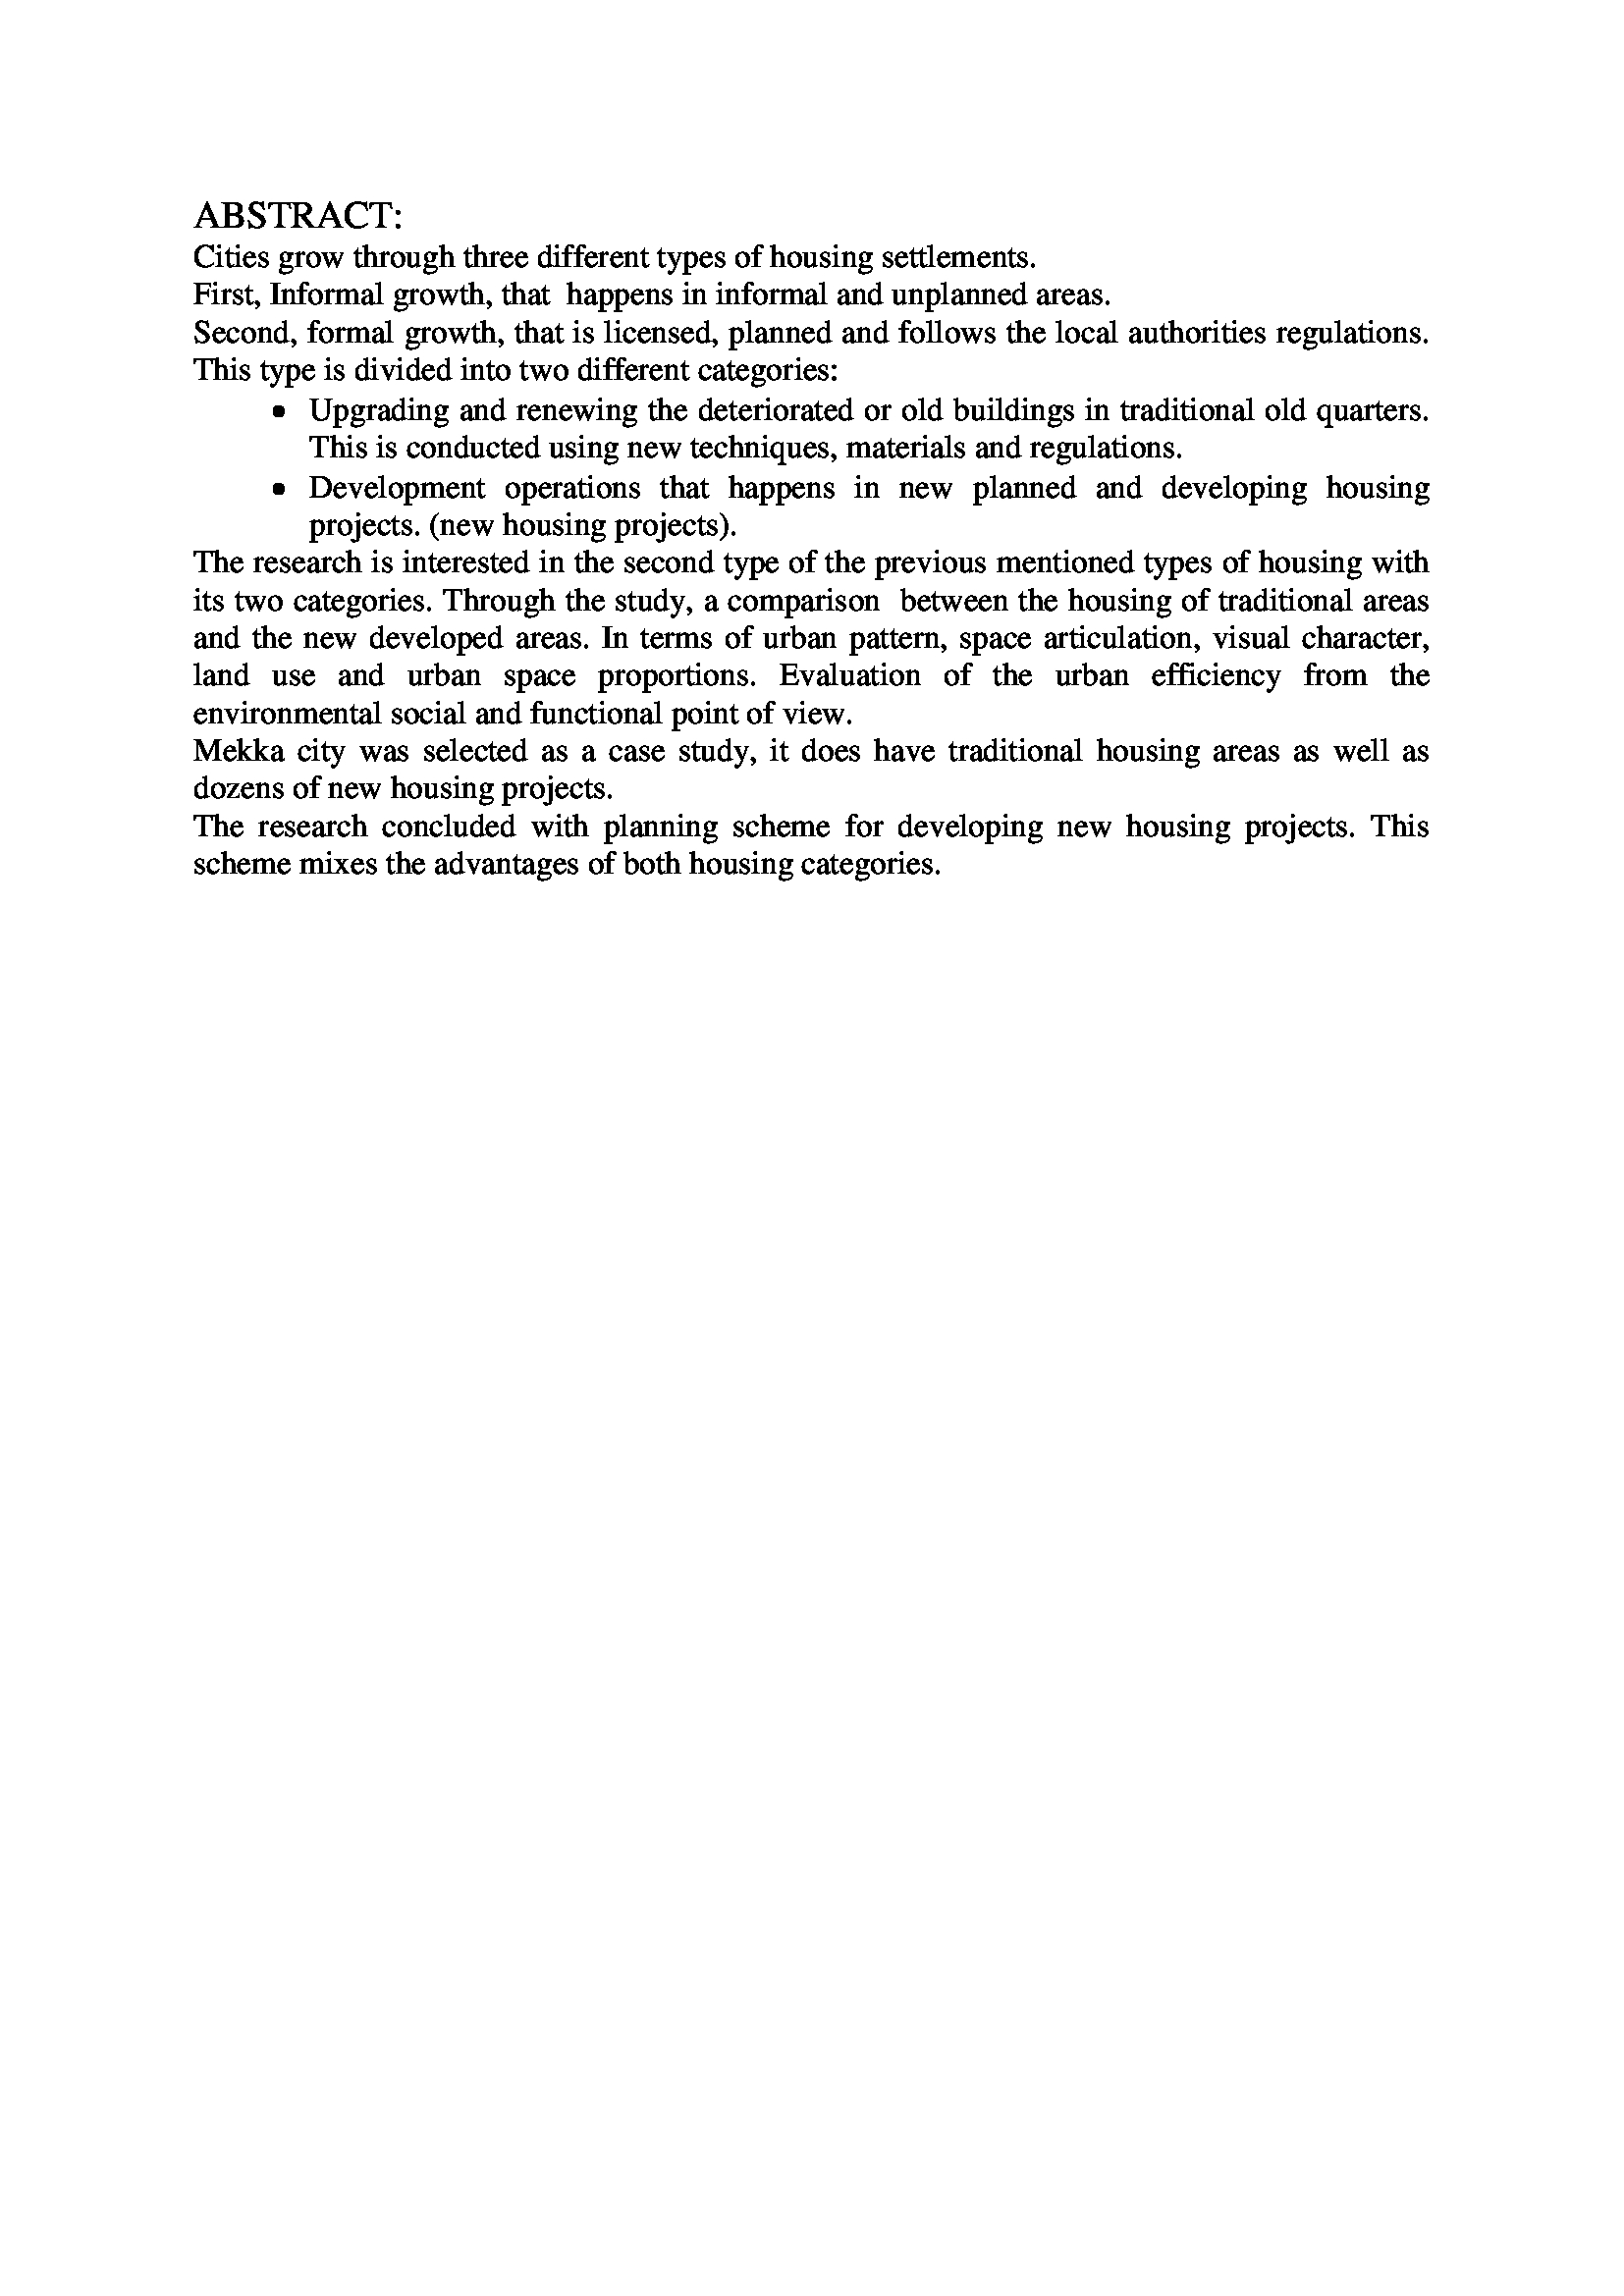 ABSTRACT:
Cities grow through three different types of housing settlements.
First, Informal growth, that  happens in informal and unplanned areas.
Second, formal growth, that is licensed, planned and follows the local authorities regulations.
This type is divided into two different categories:
• Upgrading and renewing the deteriorated or old buildings in traditional old quarters.
This is conducted using new techniques, materials and regulations.
• Development operations that happens in new planned and developing housing
projects. (new housing projects).
The research is interested in the second type of the previous mentioned types of housing with
its two categories. Through the study, a comparison  between the housing of traditional areas
and the new developed areas. In terms of urban pattern, space articulation, visual character,
land use and urban space proportions. Evaluation of the urban efficiency from the
environmental social and functional point of view.
Mekka city was selected as a case study, it does have traditional housing areas as well as
dozens of new housing projects.
The research concluded with planning scheme for developing new housing projects. This
scheme mixes the advantages of both housing categories.